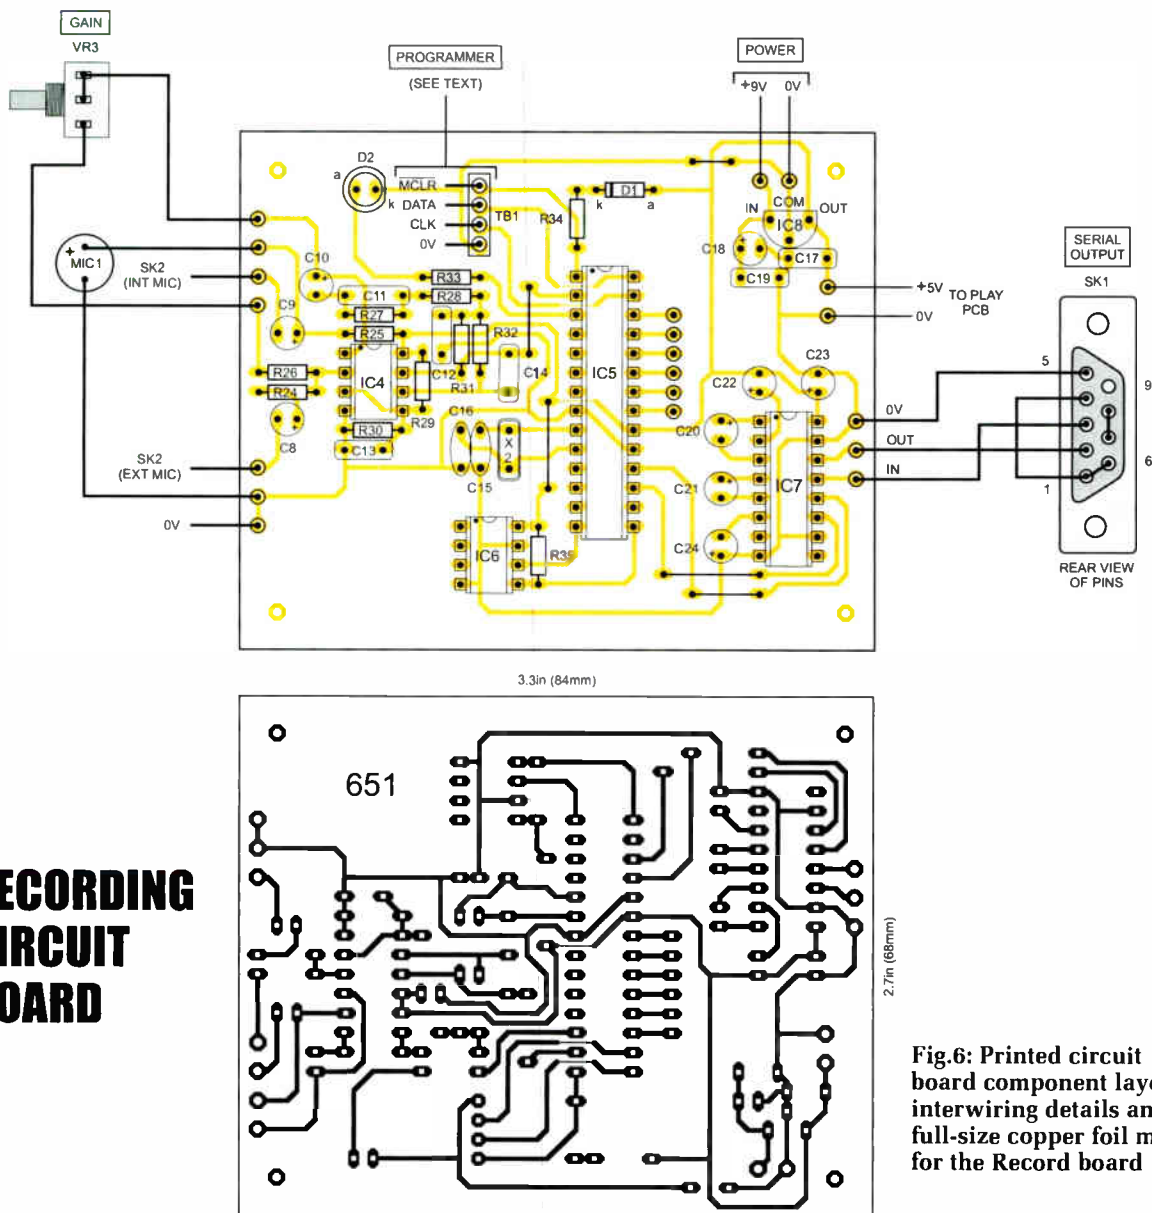 GAIN
VR3
PROGRAMMER
(SEE TEXT)
POWER
+9V 0V
D2
a
k
MCLR
DATA
CLK
0V
TB1
R34
k D1 a
IN COM OUT
IC8
C18
C17
C19
+5V
0V
TO PLAY
PCB
SERIAL
OUTPUT
SK1
5
9
6
1
REAR VIEW
OF PINS
+
MIC1
SK2
(INT MIC)
C10
C9
C11
R33
R28
R27
R25
R32
R26
R24
IC4
C12
R31
R29
C14
IC5
C22
C23
C20
0V
OUT
IN
C8
R30
C13
C16
C15
X2
SK2
(EXT MIC)
0V
C21
IC7
C24
IC6
R35
3.3in (84mm)
651
2.7in (68mm)
ECORDING
IRCUIT
OARD
Fig.6: Printed circuit
board component laye
interwiring details an
full-size copper foil m
for the Record board